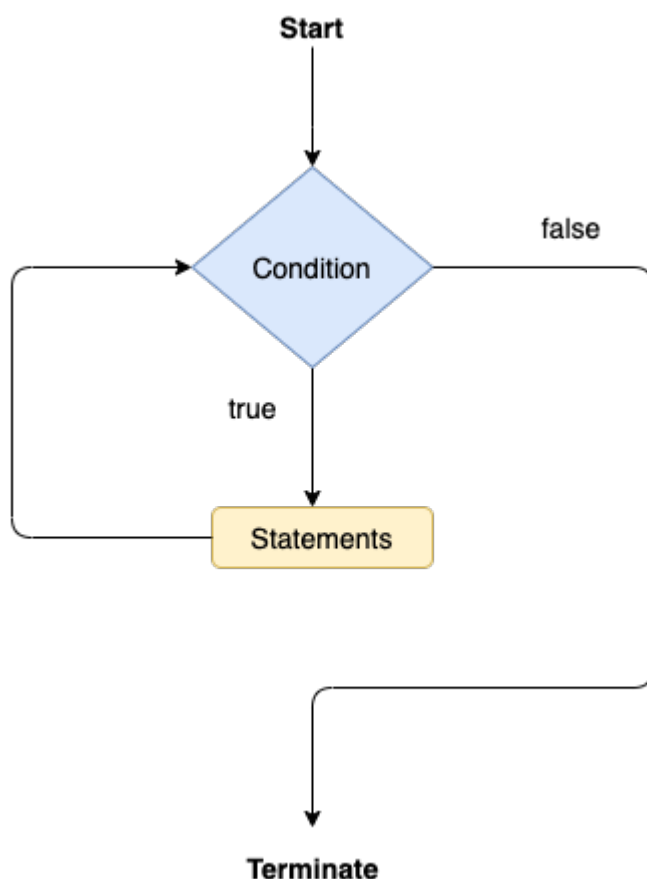 Start
false
Condition
true
Statements
Terminate